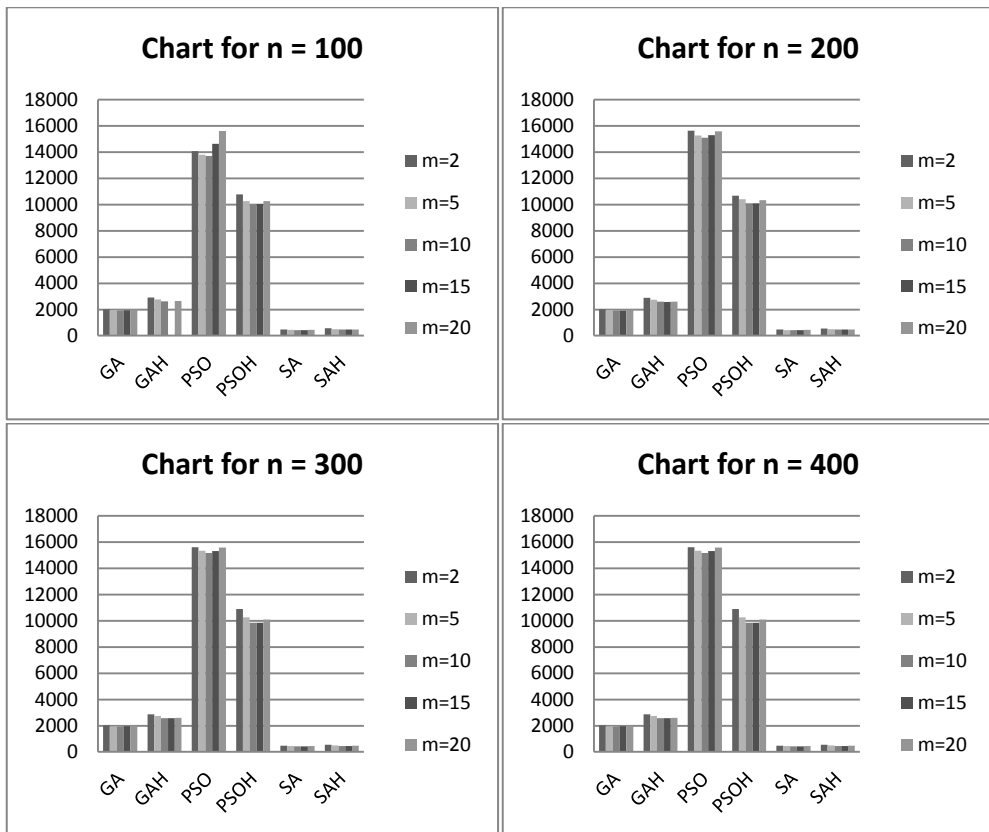 Chart for n = 100
18000
16000
14000
12000
10000
8000
6000
4000
2000
0
GA
GAH
PSO
PSOH
SA
SAH
m=2
m=5
m=10
m=15
m=20
Chart for n = 200
18000
16000
14000
12000
10000
8000
6000
4000
2000
0
GA
GAH
PSO
PSOH
SA
SAH
m=2
m=5
m=10
m=15
m=20
Chart for n = 300
18000
16000
14000
12000
10000
8000
6000
4000
2000
0
GA
GAH
PSO
PSOH
SA
SAH
m=2
m=5
m=10
m=15
m=20
Chart for n = 400
18000
16000
14000
12000
10000
8000
6000
4000
2000
0
GA
GAH
PSO
PSOH
SA
SAH
m=2
m=5
m=10
m=15
m=20